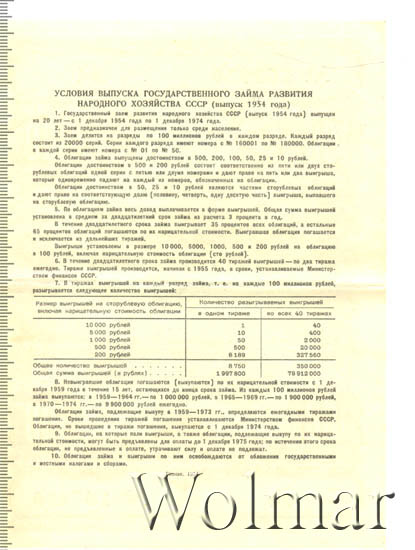 УСЛОВИЯ ВЫПУСКА ГОСУДАРСТВЕННОГО ЗАЙМА РАЗВИТИЯ
НАРОДНОГО ХОЗЯЙСТВА СССР (выпуск 1954 года)
1. Государственный заем развития народного хозяйства СССР (выпуск 1954 года) выпущен
на 20 лет — с 1 декабря 1954 года по 1 декабря 1974 года.
2. Заем предназначен для размещения только среди населения.
3. Заем делится на разряды по 100 миллионов рублей в каждом разряде. Каждый разряд
состоит из 20000 серий. Серии каждого разряда имеют номера с № 160001 по № 180000. Облигации
в каждой серии имеют номера с № 01 по № 50.
4. Облигации займа выпущены достоинством в 500, 200, 100, 50, 25 и 10 рублей.
Облигации достоинством в 500 и 200 рублей состоят соответственно из пяти или двух сто-
рублевых облигаций одной серии с пятью или двумя номерами и дают право на пять или два выигрыша,
которые одновременно падают на каждый из номеров, обозначенных на облигации.
Облигации достоинством в 50, 25 и 10 рублей являются частями сторублевых облигаций
и дают право на соответствующую долю (половину, четверть, одну десятую часть) выигрыша, выпавшего
на сторублевую облигацию.
5. По облигациям займа весь доход выплачивается в форме выигрышей. Общая сумма выигрышей
установлена в среднем за двадцатилетний срок займа из расчета 3 процента в год.
В течение двадцатилетнего срока займа выигрывает 35 процентов всех облигаций, а остальные
65 процентов облигаций погашаются по их нарицательной стоимости. Выигравшая облигация погашается
и исключается из дальнейших тиражей.
Выигрыши установлены в размере 10 000, 5000, 1000, 500 и 200 рублей на облигацию
в 100 рублей, включая нарицательную стоимость облигации (сто рублей).
6. В течение двадцатилетнего срока займа производится 40 тиражей выигрышей — по два тиража
ежегодно. Тиражи выигрышей производятся, начиная с 1955 года, в сроки, устанавливаемые Министер-
ством финансов СССР.
7. В тиражах выигрышей на каждый разряд займа, т. е. на каждые 100 миллионов рублей,
разыгрывается следующее количество выигрышей:
Размер выигрышей на сторублевую облигацию,
включая нарицательную стоимость облигации
Количество разыгрываемых выигрышей
в одном тираже
во всех 40 тиражах
10 000 рублей 1 40
5 000 рублей 10 400
1 000 рублей 50 2 000
500 рублей 500 20 000
200 рублей 8 189 327 560
Общее количество выигрышей 8 750 350 000
Общая сумма выигрышей (в рублях) 1 997 800 79 912 000
8. Невыигравшие облигации погашаются (выкупаются) по их нарицательной стоимости с 1 де-
кабря 1959 года в течение 15 лет, остающихся до конца срока займа. Из каждых 100 миллионов рублей
займа выкупаются: в 1959—1964 гг.— по 1 000 000 рублей, в 1965—1969 гг.— по 1 900 000 рублей,
в 1970—1974 гг.— по 9 900 000 рублей ежегодно.
Облигации займа, подлежащие выкупу в 1959—1973 гг., определяются ежегодными тиражами
погашения. Сроки проведения тиражей погашения устанавливаются Министерством финансов СССР.
Облигации, не вышедшие в тиражи погашения, выкупаются с 1 декабря 1974 года.
9. Облигации, на которые пали выигрыши, а также облигации, подлежащие выкупу по их нарица-
тельной стоимости, могут быть предъявлены для оплаты до 1 декабря 1975 года; по истечении этого срока
облигации, не предъявленные к оплате, утрачивают силу и оплате не подлежат.
10. Облигации займа и выигрыши по ним освобождаются от обложения государственными
и местными налогами и сборами.
Wolmar